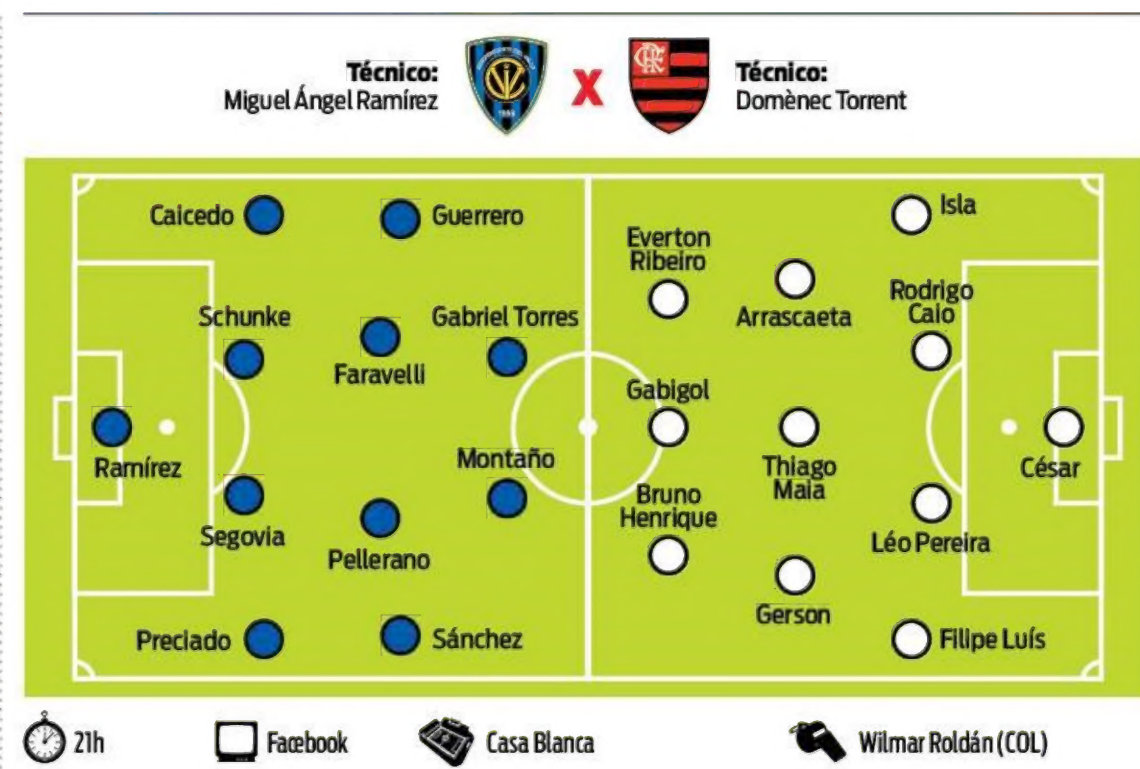 Técnico:
Miguel Ángel Ramírez
X
Técnico:
Domènec Torrent
Caicedo
Guerrero
Schunke
Faravelli
Gabriel Torres
Ramírez
Montaño
Segovia
Pellerano
Preciado
Sánchez
Everton
Ribeiro
Arrascaeta
Isla
Rodrigo
Caio
Gabigol
Thiago
Maia
César
Bruno
Henrique
Léo Pereira
Gerson
Filipe Luís
21h
Facebook
Casa Blanca
Wilmar Roldán (COL)